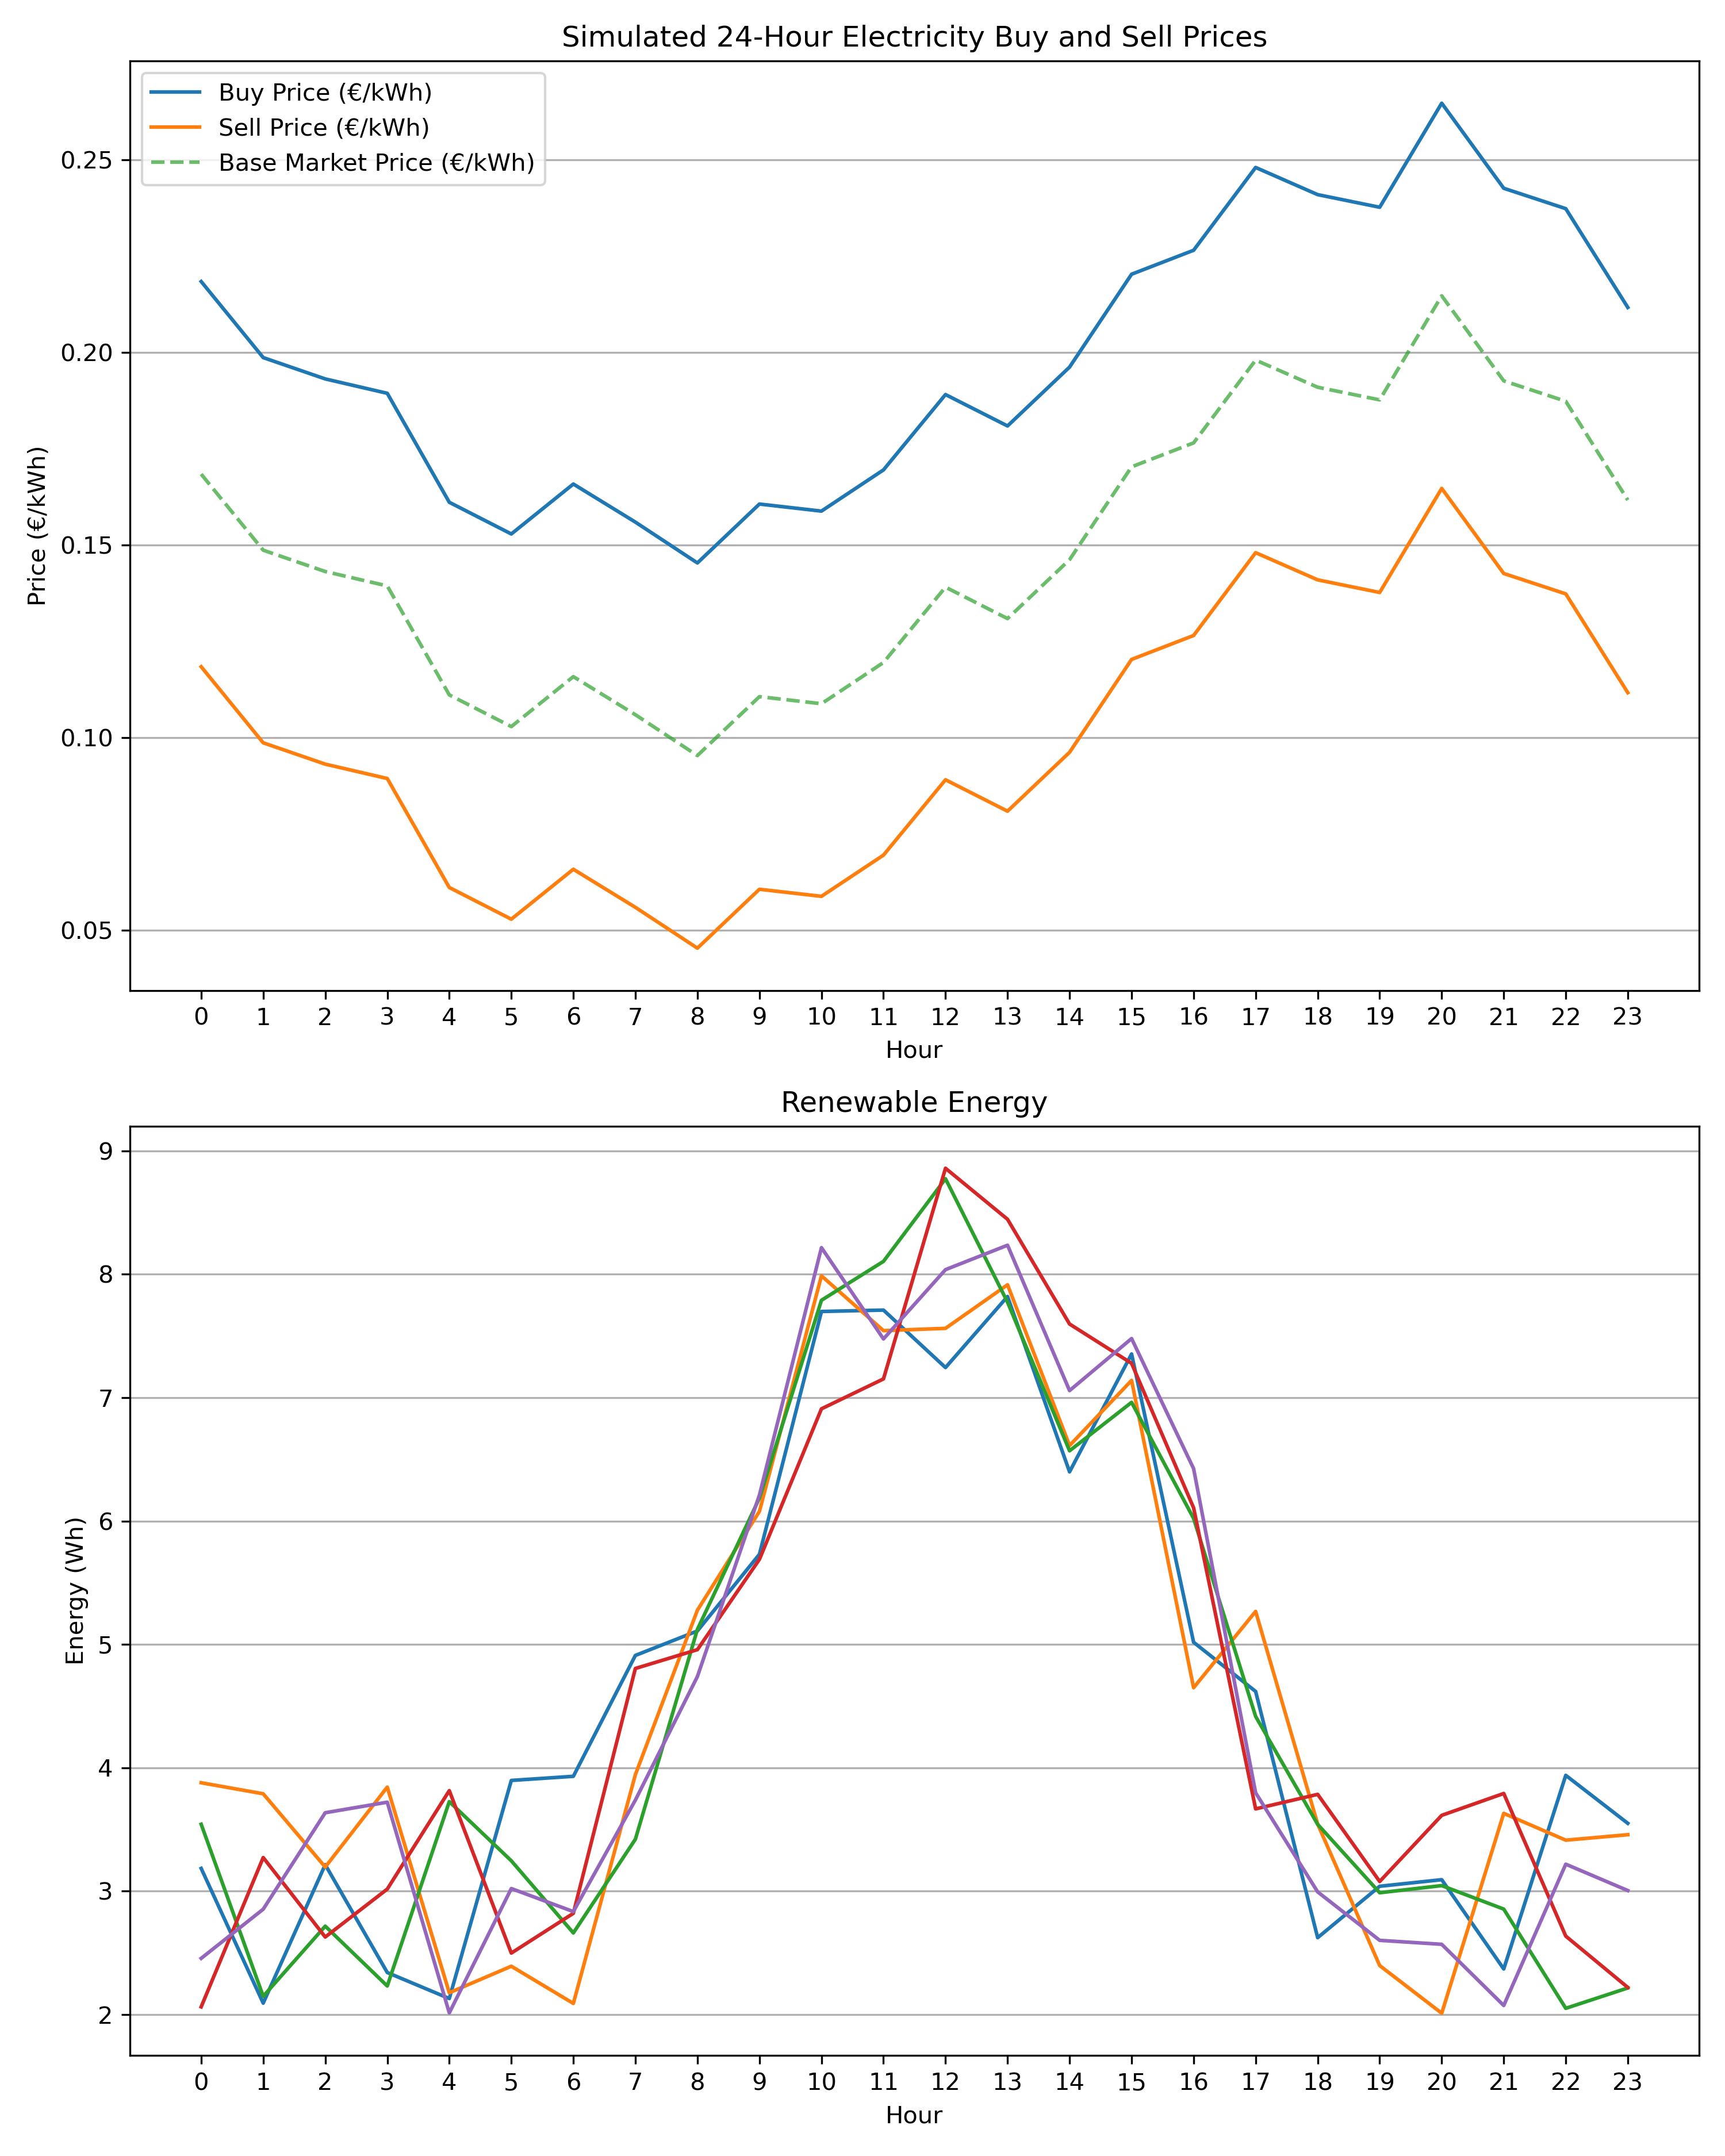 Simulated 24-Hour Electricity Buy and Sell Prices
Buy Price (€/kWh)
Sell Price (€/kWh)
Base Market Price (€/kWh)
0.25
0.20
0.15
0.10
0.05
Price (€/kWh)
0 1 2 3 4 5 6 7 8 9 10 11 12 13 14 15 16 17 18 19 20 21 22 23
Hour
Renewable Energy
9
8
7
6
5
4
3
2
Energy (Wh)
0 1 2 3 4 5 6 7 8 9 10 11 12 13 14 15 16 17 18 19 20 21 22 23
Hour